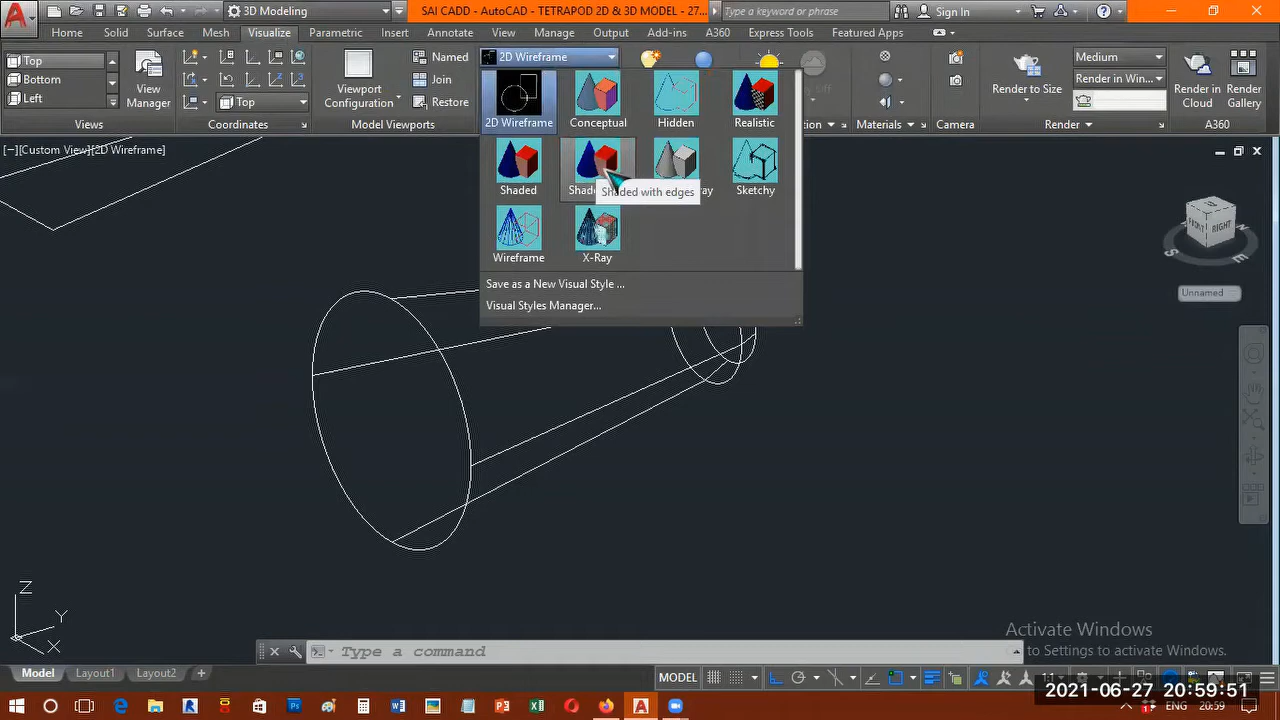 3D Modeling
SAI CADD - AutoCAD - TETRAPOD 2D & 3D MODEL - 27...
Type a keyword or phrase
Sign In
Home Solid Surface Mesh Visualize Parametric Insert Annotate View Manage Output Add-ins A360 Express Tools Featured Apps
Top
Bottom
Left
View
Manager
Top
Viewport
Configuration
Named
Join
Restore
2D Wireframe
Render to Size
Medium
Render in Win...
Render in
Cloud
Render
Gallery
Views
Coordinates
Model Viewports
Materials
Camera
Render
A360
2D Wireframe
Conceptual
Hidden
Realistic
Shaded
Shaded with edges
Sketchy
Wireframe
X-Ray
Save as a New Visual Style ...
Visual Styles Manager...
[−][Custom View][2D Wireframe]
FRONT
RIGHT
S
E
Unnamed
Z
Y
X
Type a command
Activate Windows
to Settings to activate Windows.
Model
Layout1
Layout2
MODEL
2021-06-27 20:59:51
ENG
20:59